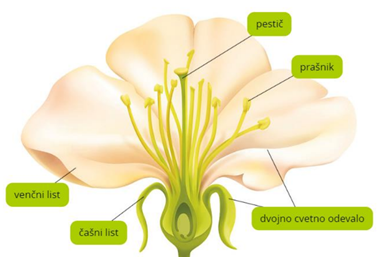 pestič
prašnik
venčni list
čašni list
dvojno cvetno odevalo